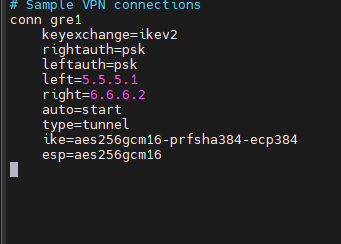 # Sample VPN connections
conn gre1
keyexchange=ikev2
rightauth=psk
leftauth=psk
left=5.5.5.1
right=6.6.6.2
auto=start
type=tunnel
ike=aes256gcm16-prfsha384-ecp384
esp=aes256gcm16